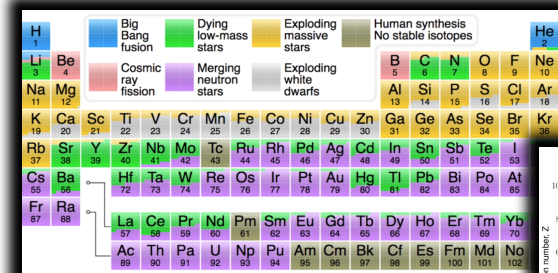 Big Bang fusion
Dying low-mass stars
Exploding massive stars
Human synthesis No stable isotopes
Cosmic ray fission
Merging neutron stars
Exploding white dwarfs
H He
1 2
Li Be B C N O F Ne
3 4 5 6 7 8 9 10
Na Mg Al Si P S Cl Ar
11 12 13 14 15 16 17 18
K Ca Sc Ti V Cr Mn Fe Co Ni Cu Zn Ga Ge As Se Br Kr
19 20 21 22 23 24 25 26 27 28 29 30 31 32 33 34 35 36
Rb Sr Y Zr Nb Mo Tc Ru Rh Pd Ag Cd In Sn Sb Te I
37 38 39 40 41 42 43 44 45 46 47 48 49 50 51 52 53
Cs Ba Hf Ta W Re Os Ir Pt Au Hg Tl Pb Bi Po At
55 56 72 73 74 75 76 77 78 79 80 81 82 83 84 85
Fr Ra
87 88
La Ce Pr Nd Pm Sm Eu Gd Tb Dy Ho Er Tm Yb
57 58 59 60 61 62 63 64 65 66 67 68 69 70
Ac Th Pa U Np Pu Am Cm Bk Cf Es Fm Md No
89 90 91 92 93 94 95 96 97 98 99 100 101 102
number, Z